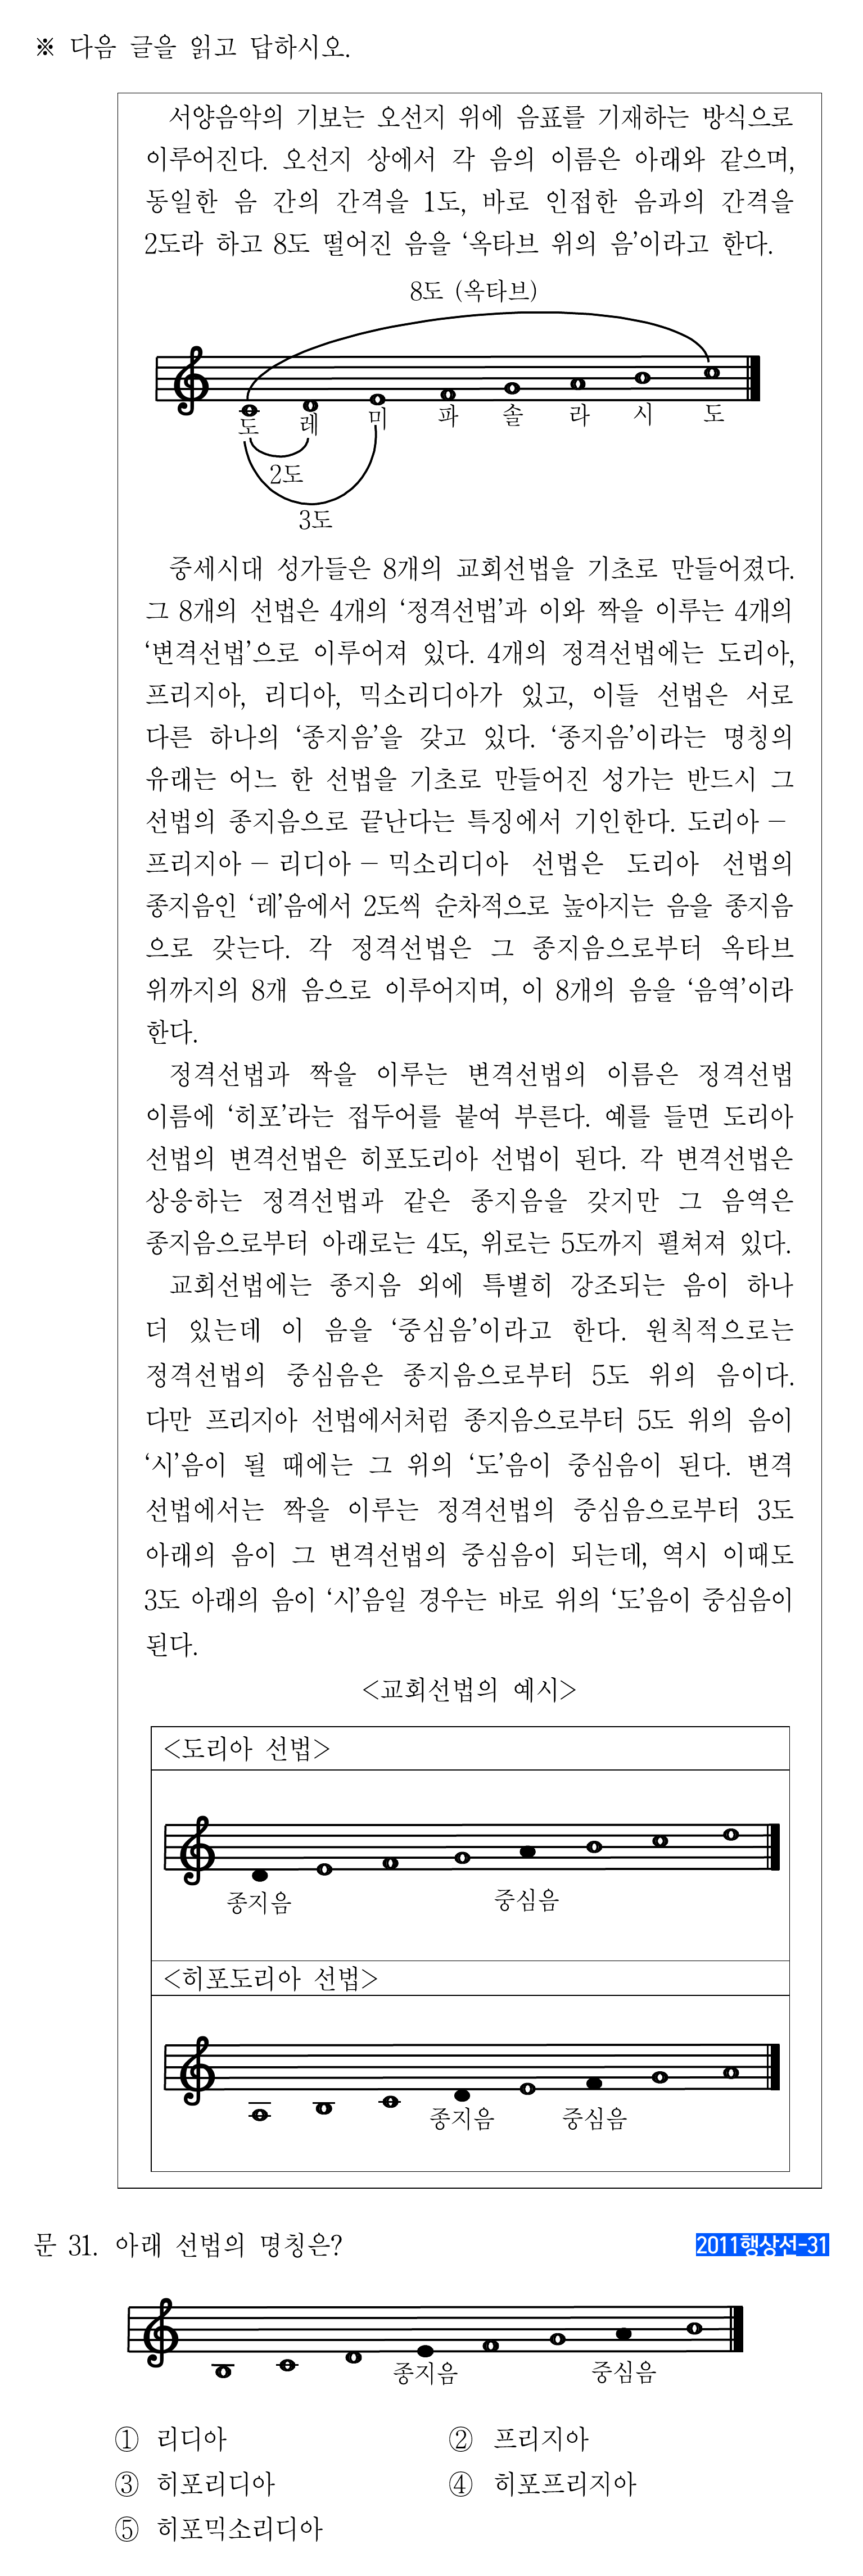 ※ 다음 글을 읽고 답하시오.
서양음악의 기보는 오선지 위에 음표를 기재하는 방식으로
이루어진다. 오선지 상에서 각 음의 이름은 아래와 같으며,
동일한 음 간의 간격을 1도, 바로 인접한 음과의 간격을
2도라 하고 8도 떨어진 음을 ‘옥타브 위의 음’이라고 한다.
8도 (옥타브)
도 레 미 파 솔 라 시 도
2도
3도
중세시대 성가들은 8개의 교회선법을 기초로 만들어졌다.
그 8개의 선법은 4개의 ‘정격선법’과 이와 짝을 이루는 4개의
‘변격선법’으로 이루어져 있다. 4개의 정격선법에는 도리아,
프리지아, 리디아, 믹소리디아가 있고, 이들 선법은 서로
다른 하나의 ‘종지음’을 갖고 있다. ‘종지음’이라는 명칭의
유래는 어느 한 선법을 기초로 만들어진 성가는 반드시 그
선법의 종지음으로 끝난다는 특징에서 기인한다. 도리아 –
프리지아 – 리디아 – 믹소리디아 선법은 도리아 선법의
종지음인 ‘레’음에서 2도씩 순차적으로 높아지는 음을 종지음
으로 갖는다. 각 정격선법은 그 종지음으로부터 옥타브
위까지의 8개 음으로 이루어지며, 이 8개의 음을 ‘음역’이라
한다.
정격선법과 짝을 이루는 변격선법의 이름은 정격선법
이름에 ‘히포’라는 접두어를 붙여 부른다. 예를 들면 도리아
선법의 변격선법은 히포도리아 선법이 된다. 각 변격선법은
상응하는 정격선법과 같은 종지음을 갖지만 그 음역은
종지음으로부터 아래로는 4도, 위로는 5도까지 펼쳐져 있다.
교회선법에는 종지음 외에 특별히 강조되는 음이 하나
더 있는데 이 음을 ‘중심음’이라고 한다. 원칙적으로는
정격선법의 중심음은 종지음으로부터 5도 위의 음이다.
다만 프리지아 선법에서처럼 종지음으로부터 5도 위의 음이
‘시’음이 될 때에는 그 위의 ‘도’음이 중심음이 된다. 변격
선법에서는 짝을 이루는 정격선법의 중심음으로부터 3도
아래의 음이 그 변격선법의 중심음이 되는데, 역시 이때도
3도 아래의 음이 ‘시’음일 경우는 바로 위의 ‘도’음이 중심음이
된다.
<교회선법의 예시>
<도리아 선법>
종지음 중심음
<히포도리아 선법>
종지음 중심음
문 31. 아래 선법의 명칭은?
2011행상선-31
종지음 중심음
① 리디아 ② 프리지아
③ 히포리디아 ④ 히포프리지아
⑤ 히포믹소리디아